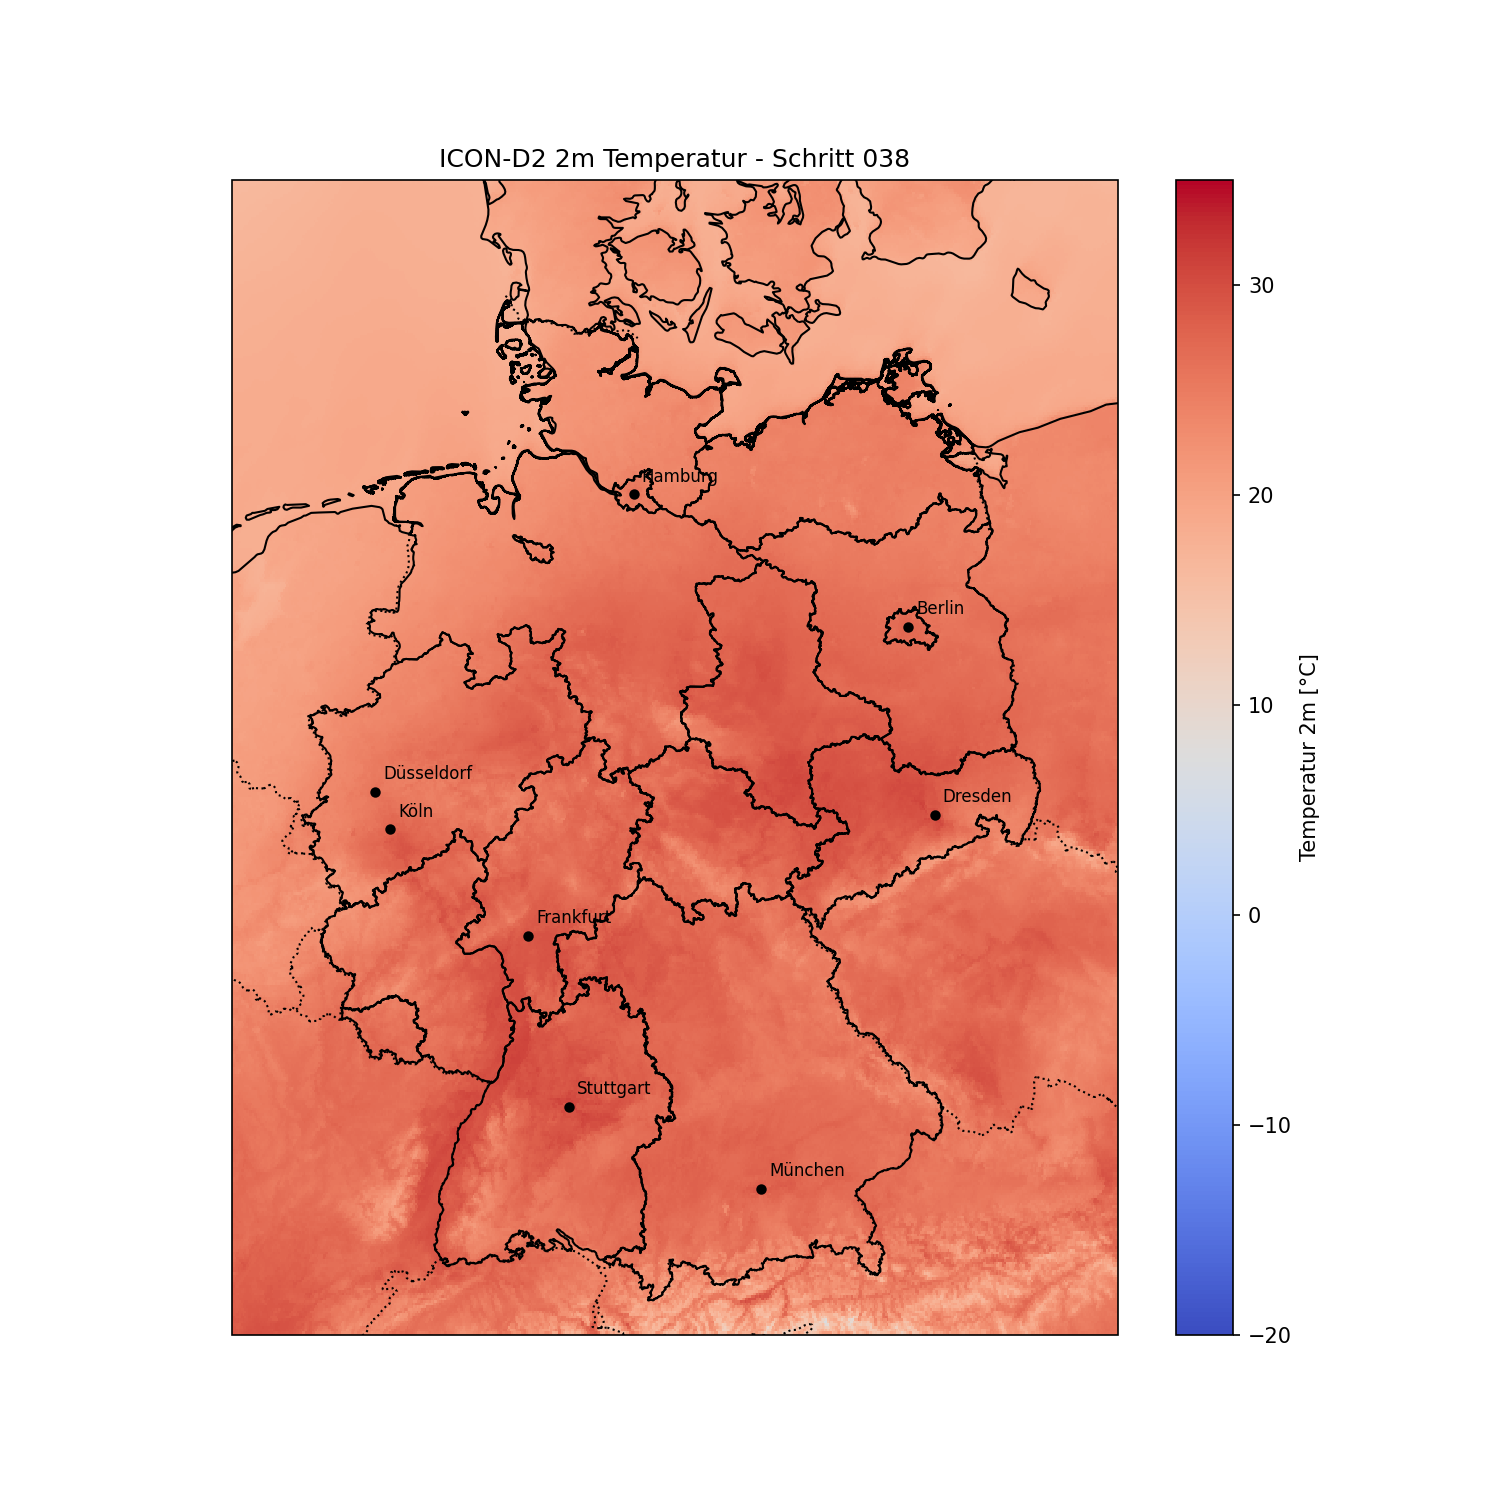 ICON-D2 2m Temperatur - Schritt 038
Hamburg
Berlin
Düsseldorf
Köln
Dresden
Frankfurt
Stuttgart
München
30
20
10
0
−10
−20
Temperatur 2m [°C]